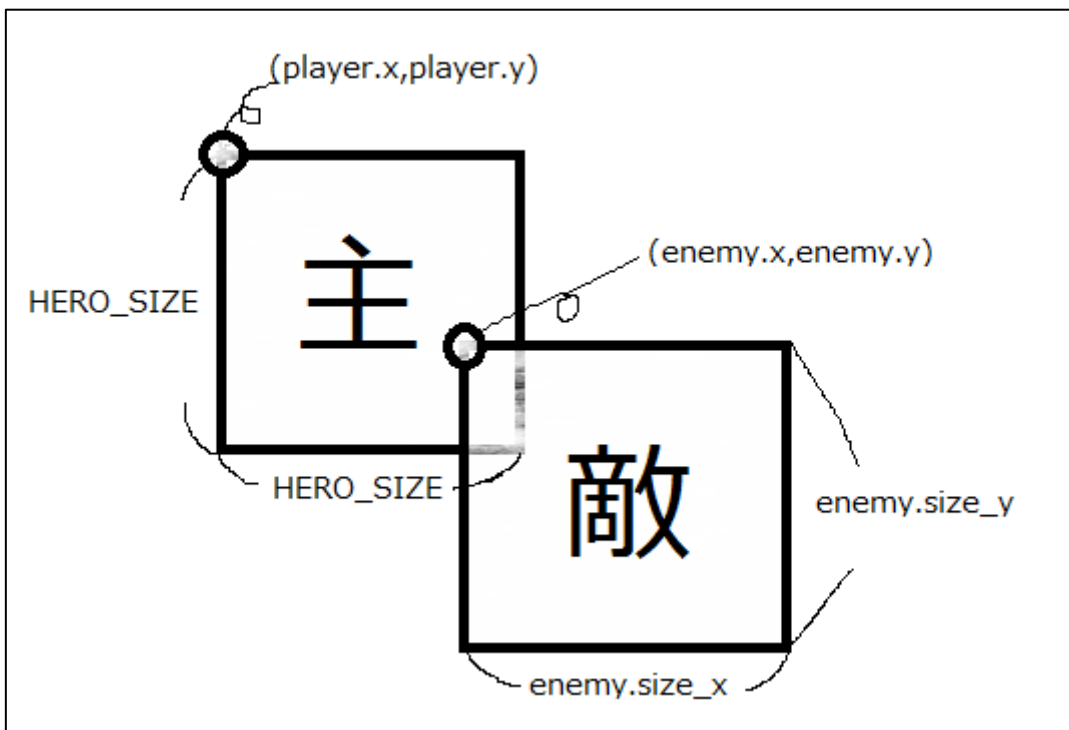 (player.x,player.y)
主
(enemy.x,enemy.y)
HERO_SIZE
HERO_SIZE
敵
enemy.size_y
enemy.size_x